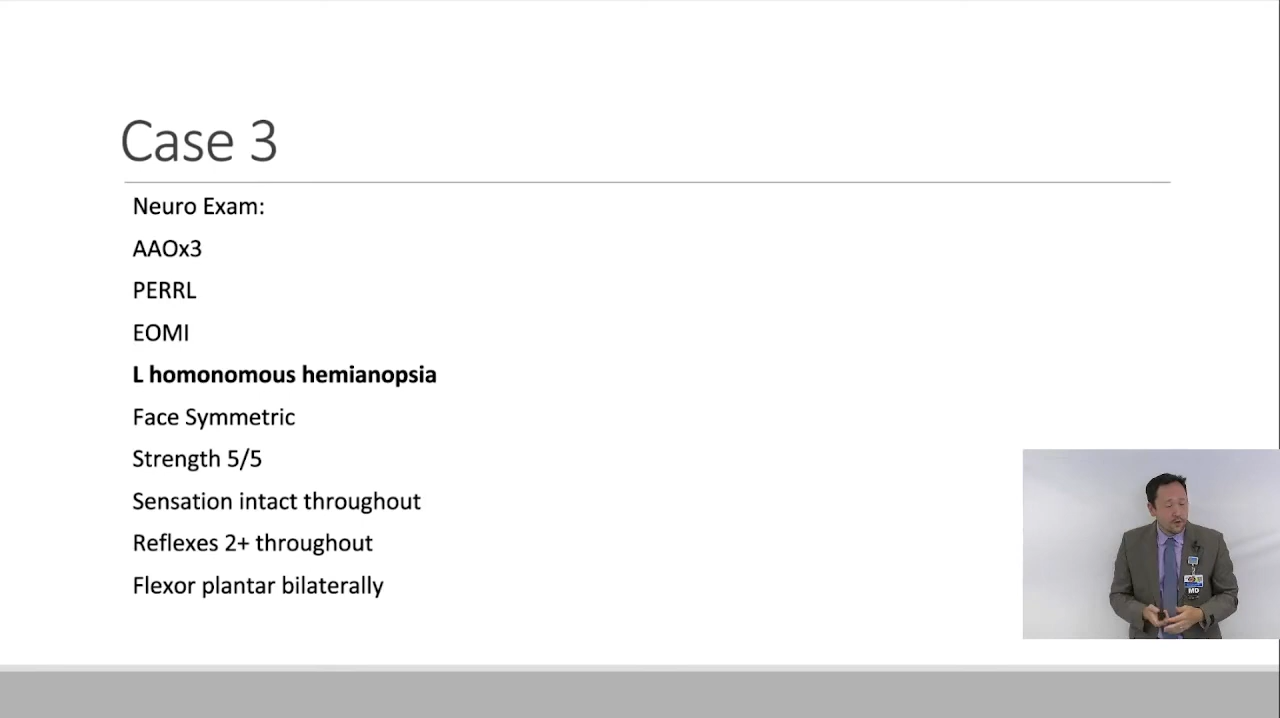 Case 3
Neuro Exam:
AAOx3
PERRL
EOMI
L homonomous hemianopsia
Face Symmetric
Strength 5/5
Sensation intact throughout
Reflexes 2+ throughout
Flexor plantar bilaterally
MD